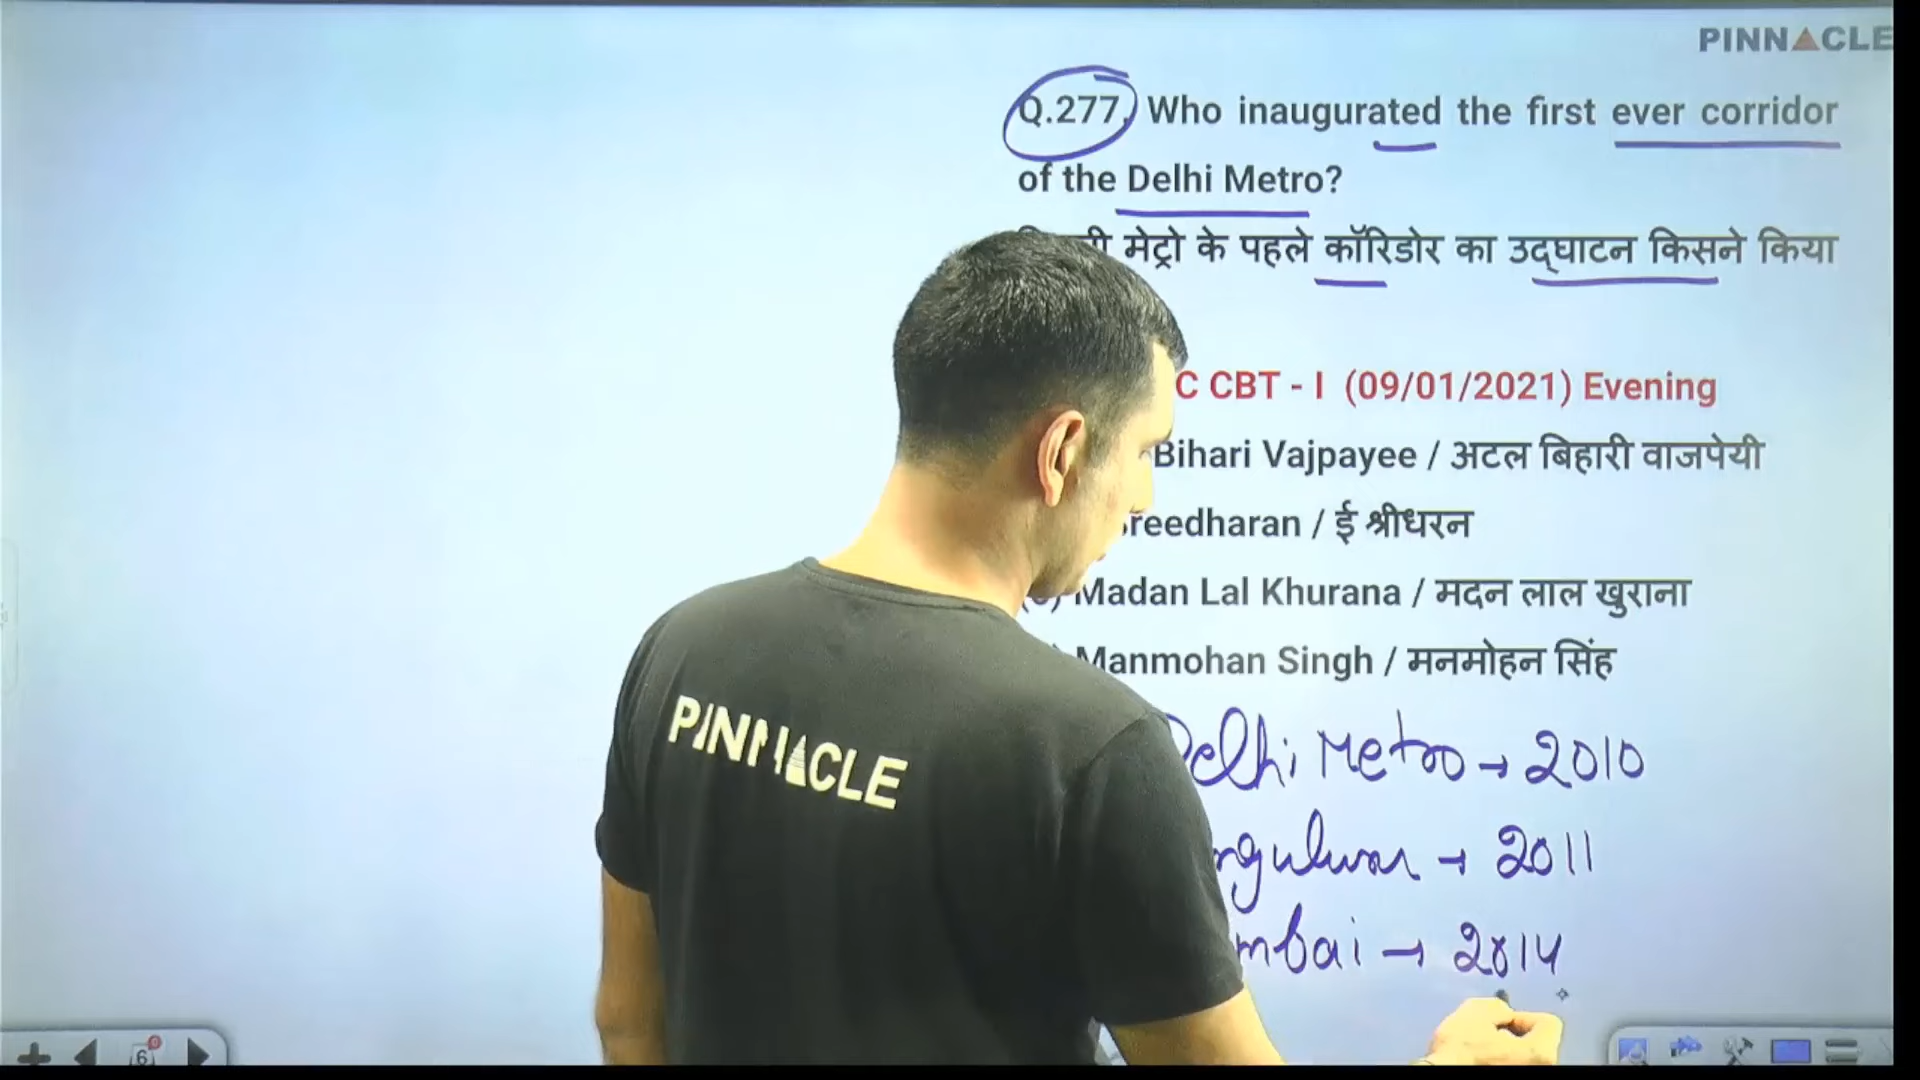 PINNACLE
Q.277. Who inaugurated the first ever corridor
of the Delhi Metro?
मेट्रो के पहले कॉरिडोर का उद्घाटन किसने किया
C CBT - I (09/01/2021) Evening
Bihari Vajpayee / अटल बिहारी वाजपेयी
reedharan / ई श्रीधरन
Madan Lal Khurana / मदन लाल खुराना
Manmohan Singh / मनमोहन सिंह
Delhi Metro → 2010
→ 2011
mbai → 2014
PINNACLE
6